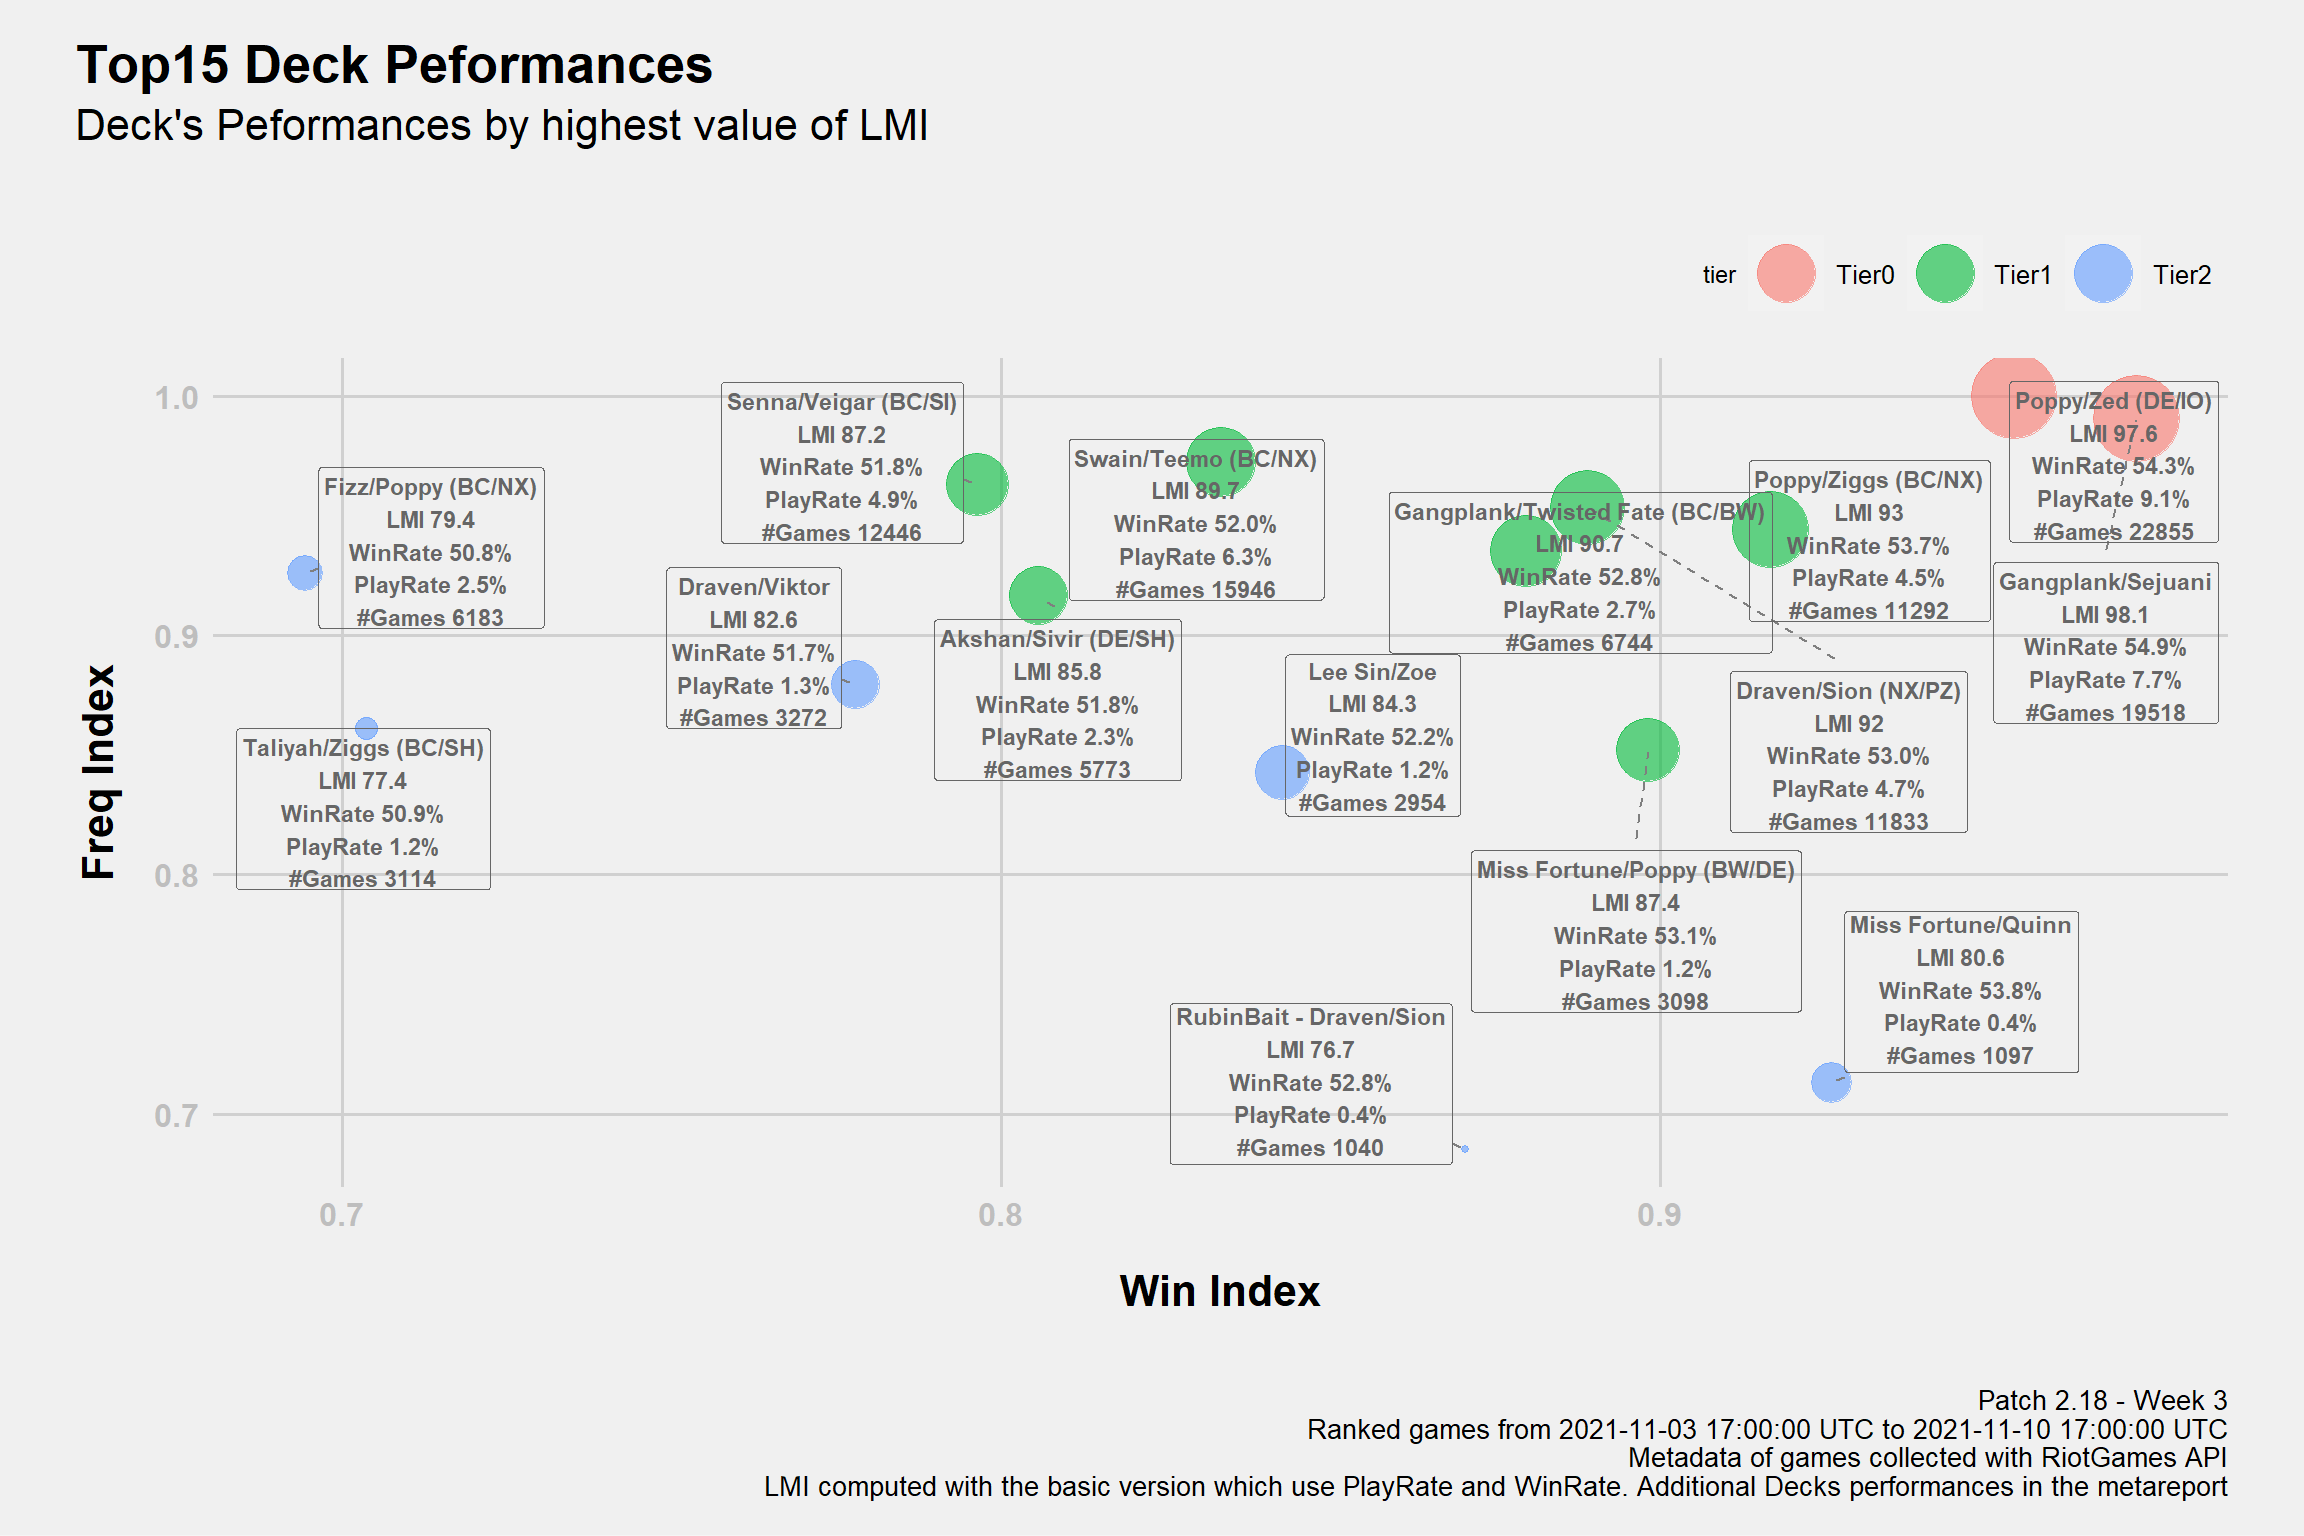 Top15 Deck Peformances
Deck's Peformances by highest value of LMI
tier
Tier0
Tier1
Tier2
Freq Index
1.0
0.9
0.8
0.7
Senna/Veigar (BC/SI)
LMI 87.2
WinRate 51.8%
PlayRate 4.9%
#Games 12446
Poppy/Zed (DE/IO)
LMI 97.6
WinRate 54.3%
PlayRate 9.1%
#Games 22855
Swain/Teemo (BC/NX)
LMI 89.7
WinRate 52.0%
PlayRate 6.3%
#Games 15946
Poppy/Ziggs (BC/NX)
LMI 93
WinRate 53.7%
PlayRate 4.5%
#Games 11292
Fizz/Poppy (BC/NX)
LMI 79.4
WinRate 50.8%
PlayRate 2.5%
#Games 6183
Gangplank/Twisted Fate (BC/BW)
LMI 90.7
WinRate 52.8%
PlayRate 2.7%
#Games 6744
Draven/Viktor
LMI 82.6
WinRate 51.7%
PlayRate 1.3%
#Games 3272
Gangplank/Sejuani
LMI 98.1
WinRate 54.9%
PlayRate 7.7%
#Games 19518
Akshan/Sivir (DE/SH)
LMI 85.8
WinRate 51.8%
PlayRate 2.3%
#Games 5773
Lee Sin/Zoe
LMI 84.3
WinRate 52.2%
PlayRate 1.2%
#Games 2954
Draven/Sion (NX/PZ)
LMI 92
WinRate 53.0%
PlayRate 4.7%
#Games 11833
Taliyah/Ziggs (BC/SH)
LMI 77.4
WinRate 50.9%
PlayRate 1.2%
#Games 3114
Miss Fortune/Poppy (BW/DE)
LMI 87.4
WinRate 53.1%
PlayRate 1.2%
#Games 3098
Miss Fortune/Quinn
LMI 80.6
WinRate 53.8%
PlayRate 0.4%
#Games 1097
RubinBait - Draven/Sion
LMI 76.7
WinRate 52.8%
PlayRate 0.4%
#Games 1040
0.7
0.8
0.9
Win Index
Patch 2.18 - Week 3
Ranked games from 2021-11-03 17:00:00 UTC to 2021-11-10 17:00:00 UTC
Metadata of games collected with RiotGames API
LMI computed with the basic version which use PlayRate and WinRate. Additional Decks performances in the metareport